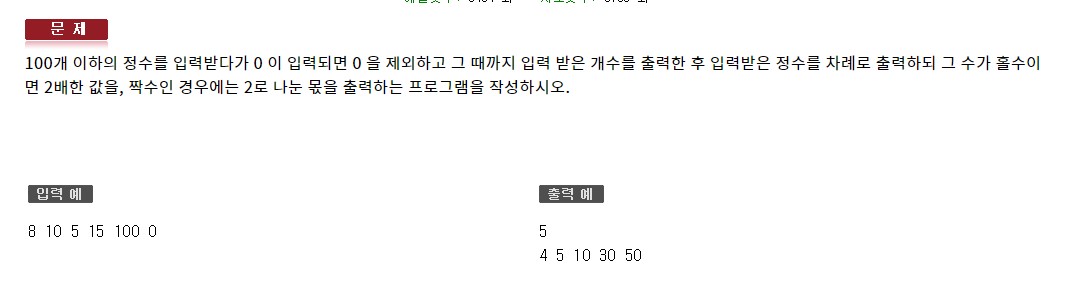 문 제
100개 이하의 정수를 입력받다가 0 이 입력되면 0 을 제외하고 그 때까지 입력 받은 개수를 출력한 후 입력받은 정수를 차례로 출력하되 그 수가 홀수이
면 2배한 값을, 짝수인 경우에는 2로 나눈 몫을 출력하는 프로그램을 작성하시오.
입력 예
출력 예
8 10 5 15 100 0
5
4 5 10 30 50